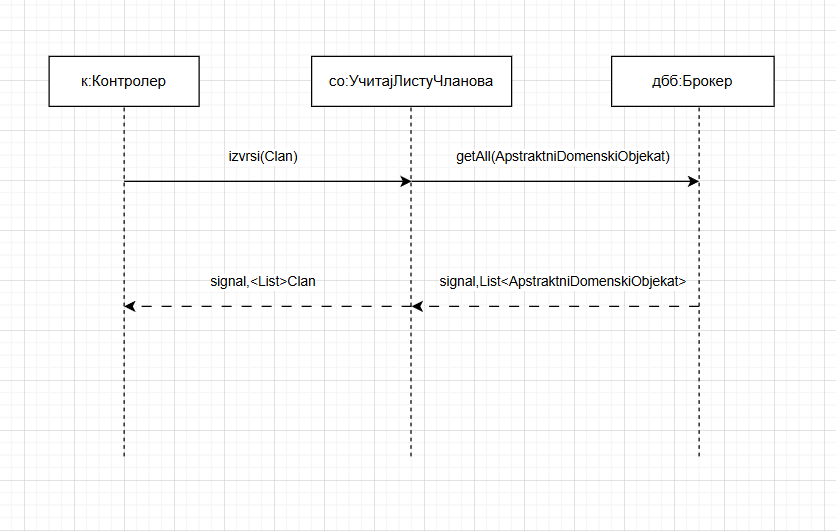 к:Контролер
со:УчитајЛистуЧланова
дбб:Брокер
izvrsi(Clan)
getAll(ApstraktniDomenskiObjekat)
signal,<List>Clan
signal,List<ApstraktniDomenskiObjekat>